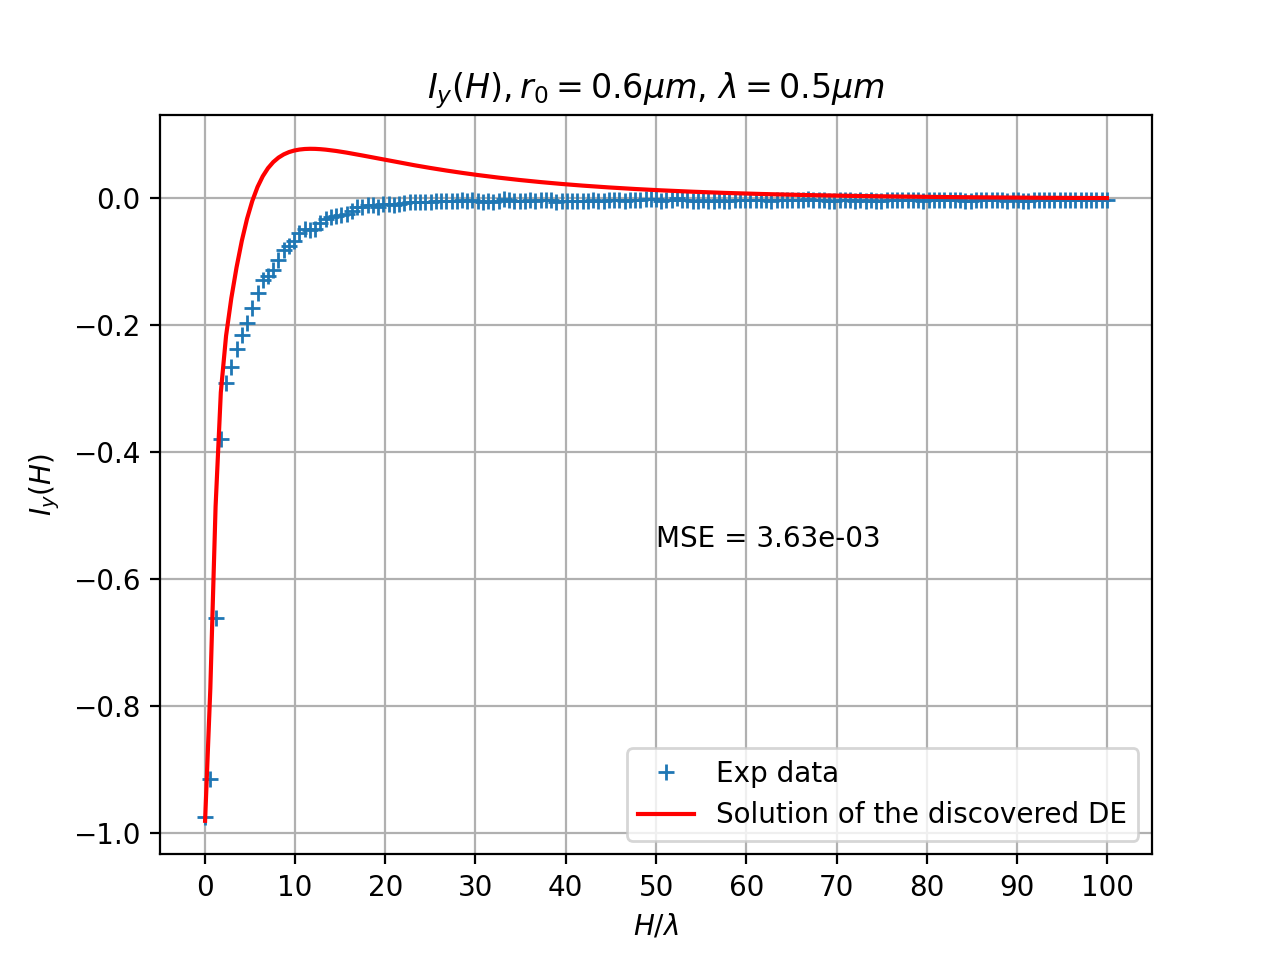 I_y(H), r_0 = 0.6μm, λ = 0.5μm
I_y(H)
0.0
−0.2
−0.4
−0.6
−0.8
−1.0
MSE = 3.63e-03
Exp data
Solution of the discovered DE
0 10 20 30 40 50 60 70 80 90 100
H/λ